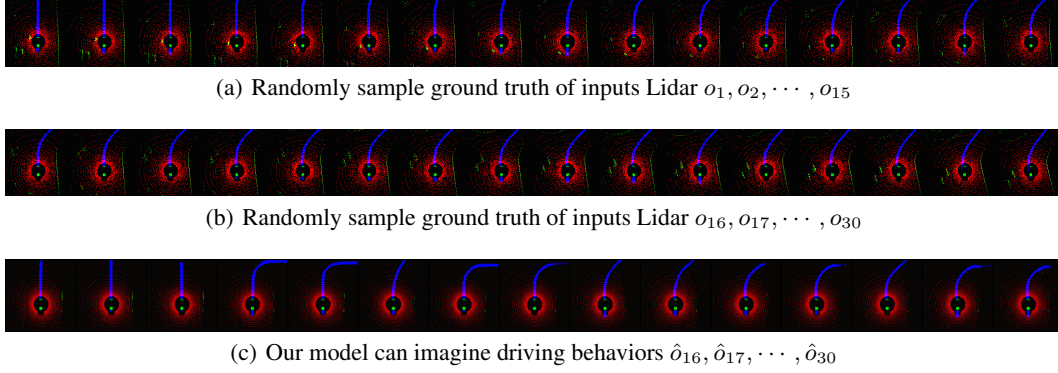 (a) Randomly sample ground truth of inputs Lidar o₁, o₂, ⋯ , o₁₅
(b) Randomly sample ground truth of inputs Lidar o₁₆, o₁₇, ⋯ , o₃₀
(c) Our model can imagine driving behaviors ô₁₆, ô₁₇, ⋯ , ô₃₀